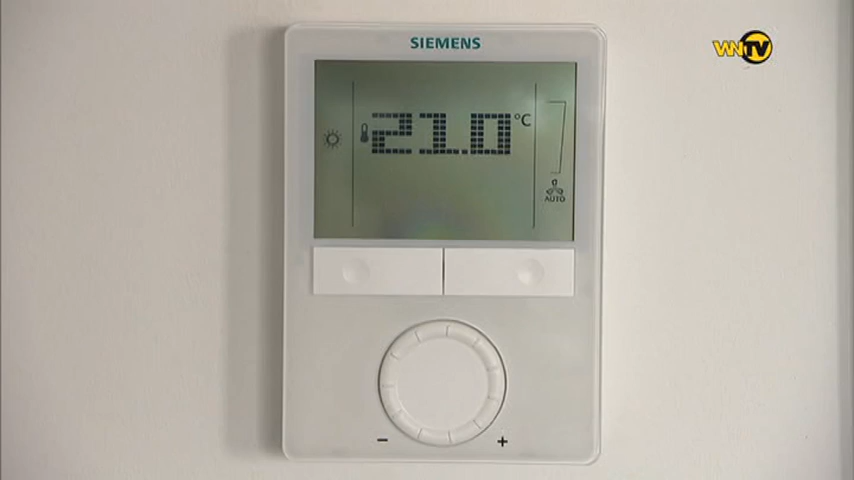 SIEMENS
WNTV
21.0 °C
AUTO
- +